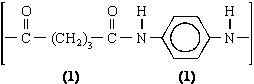 O O H H
C (CH₂)₃ C N N
(1) (1)